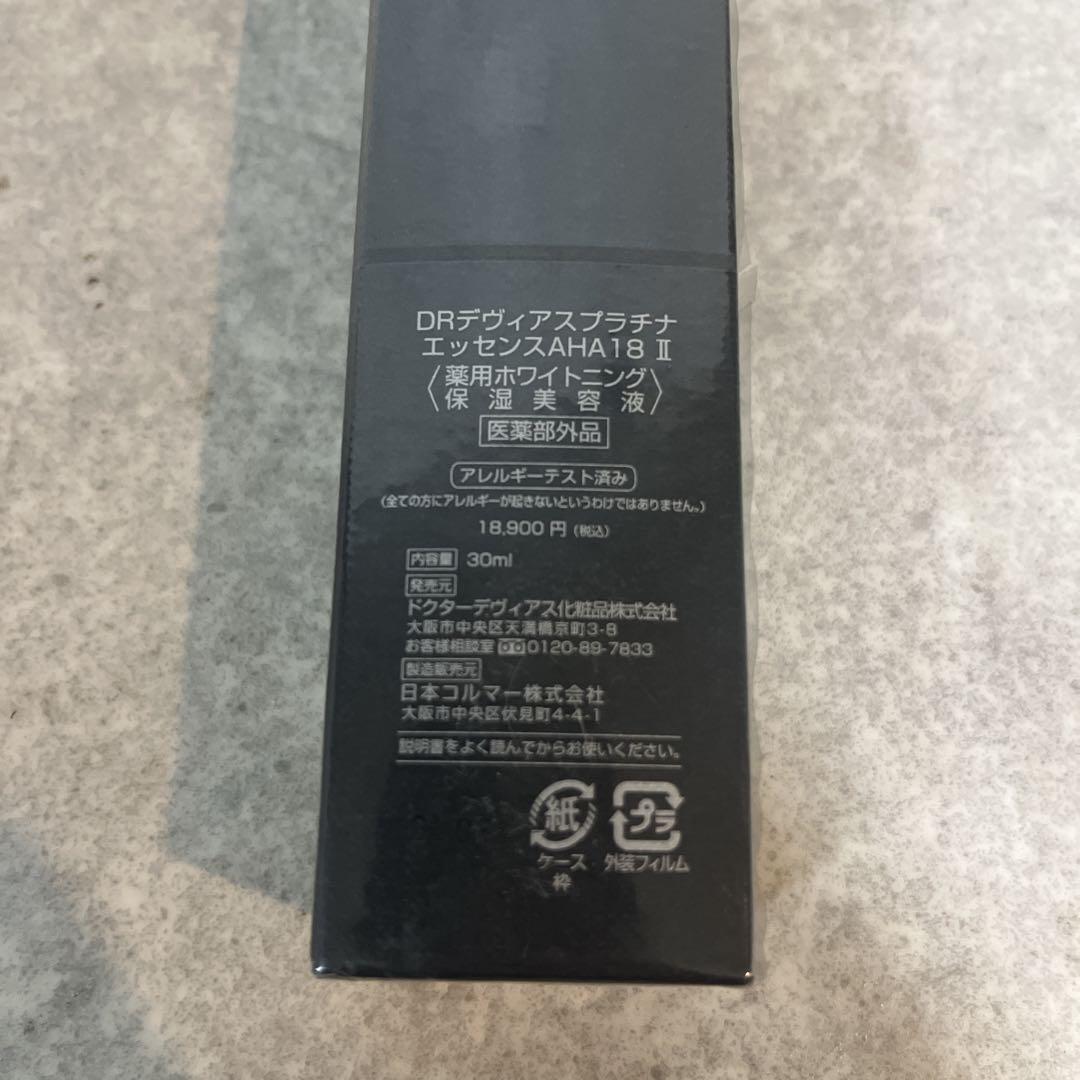 DRデヴィアスプラチナ
エッセンスAHA18 Ⅱ
〈薬用ホワイトニング
保湿美容液〉
医薬部外品
アレルギーテスト済み
(全ての方にアレルギーが起きないというわけではありません。)
18,900 円 (税込)
内容量 30ml
発売元
ドクターデヴィアス化粧品株式会社
大阪市中央区天満橋京町3-8
お客様相談室 0120-89-7833
製造販売元
日本コルマー株式会社
大阪市中央区伏見町4-4-1
説明書をよく読んでからお使いください。
紙 プラ
ケース 外装フィルム
枠